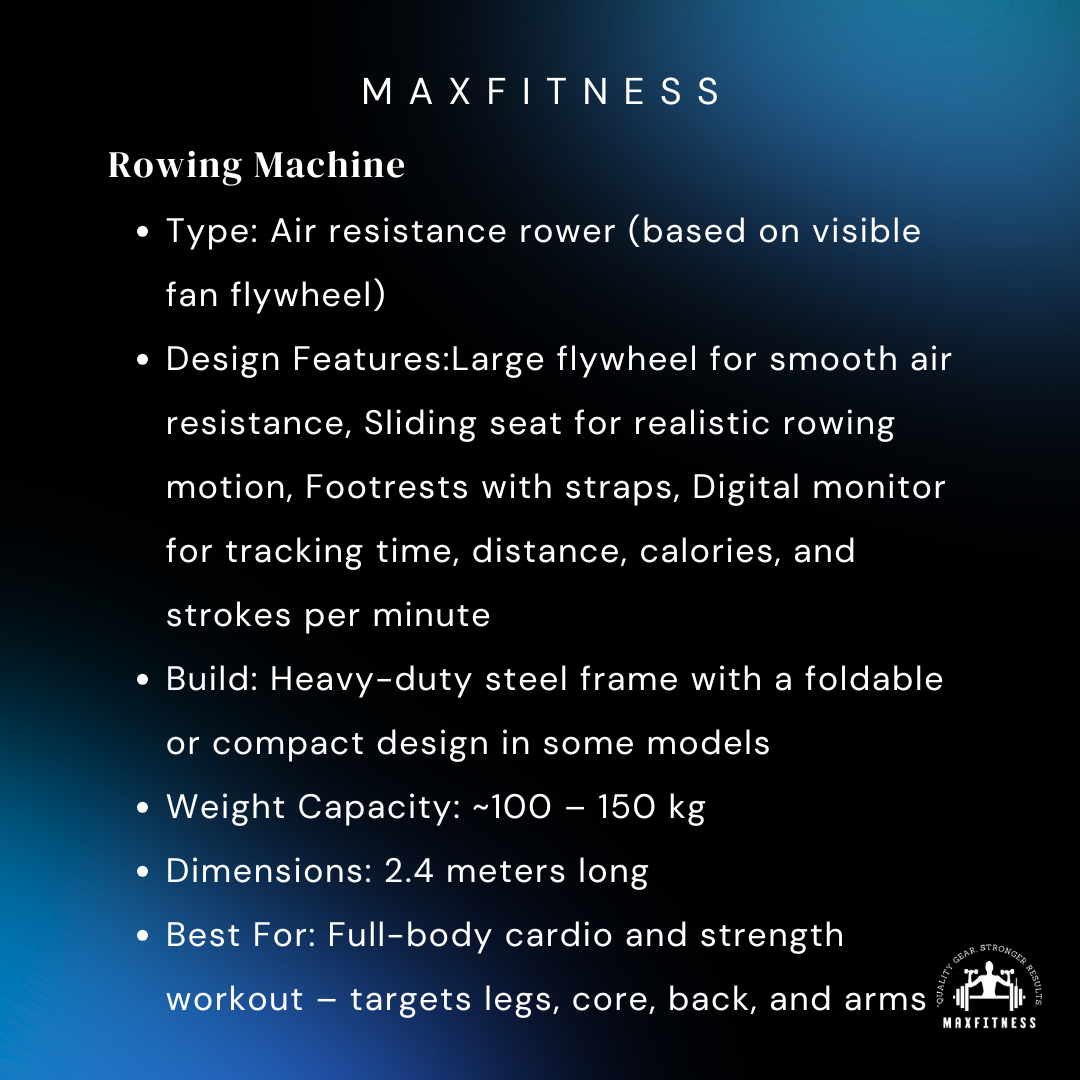 MAXFITNESS
Rowing Machine
• Type: Air resistance rower (based on visible
fan flywheel)
• Design Features:Large flywheel for smooth air
resistance, Sliding seat for realistic rowing
motion, Footrests with straps, Digital monitor
for tracking time, distance, calories, and
strokes per minute
• Build: Heavy-duty steel frame with a foldable
or compact design in some models
• Weight Capacity: ~100 – 150 kg
• Dimensions: 2.4 meters long
• Best For: Full-body cardio and strength
workout – targets legs, core, back, and arms
QUALITY GEAR. STRONGER RESULTS
MAXFITNESS